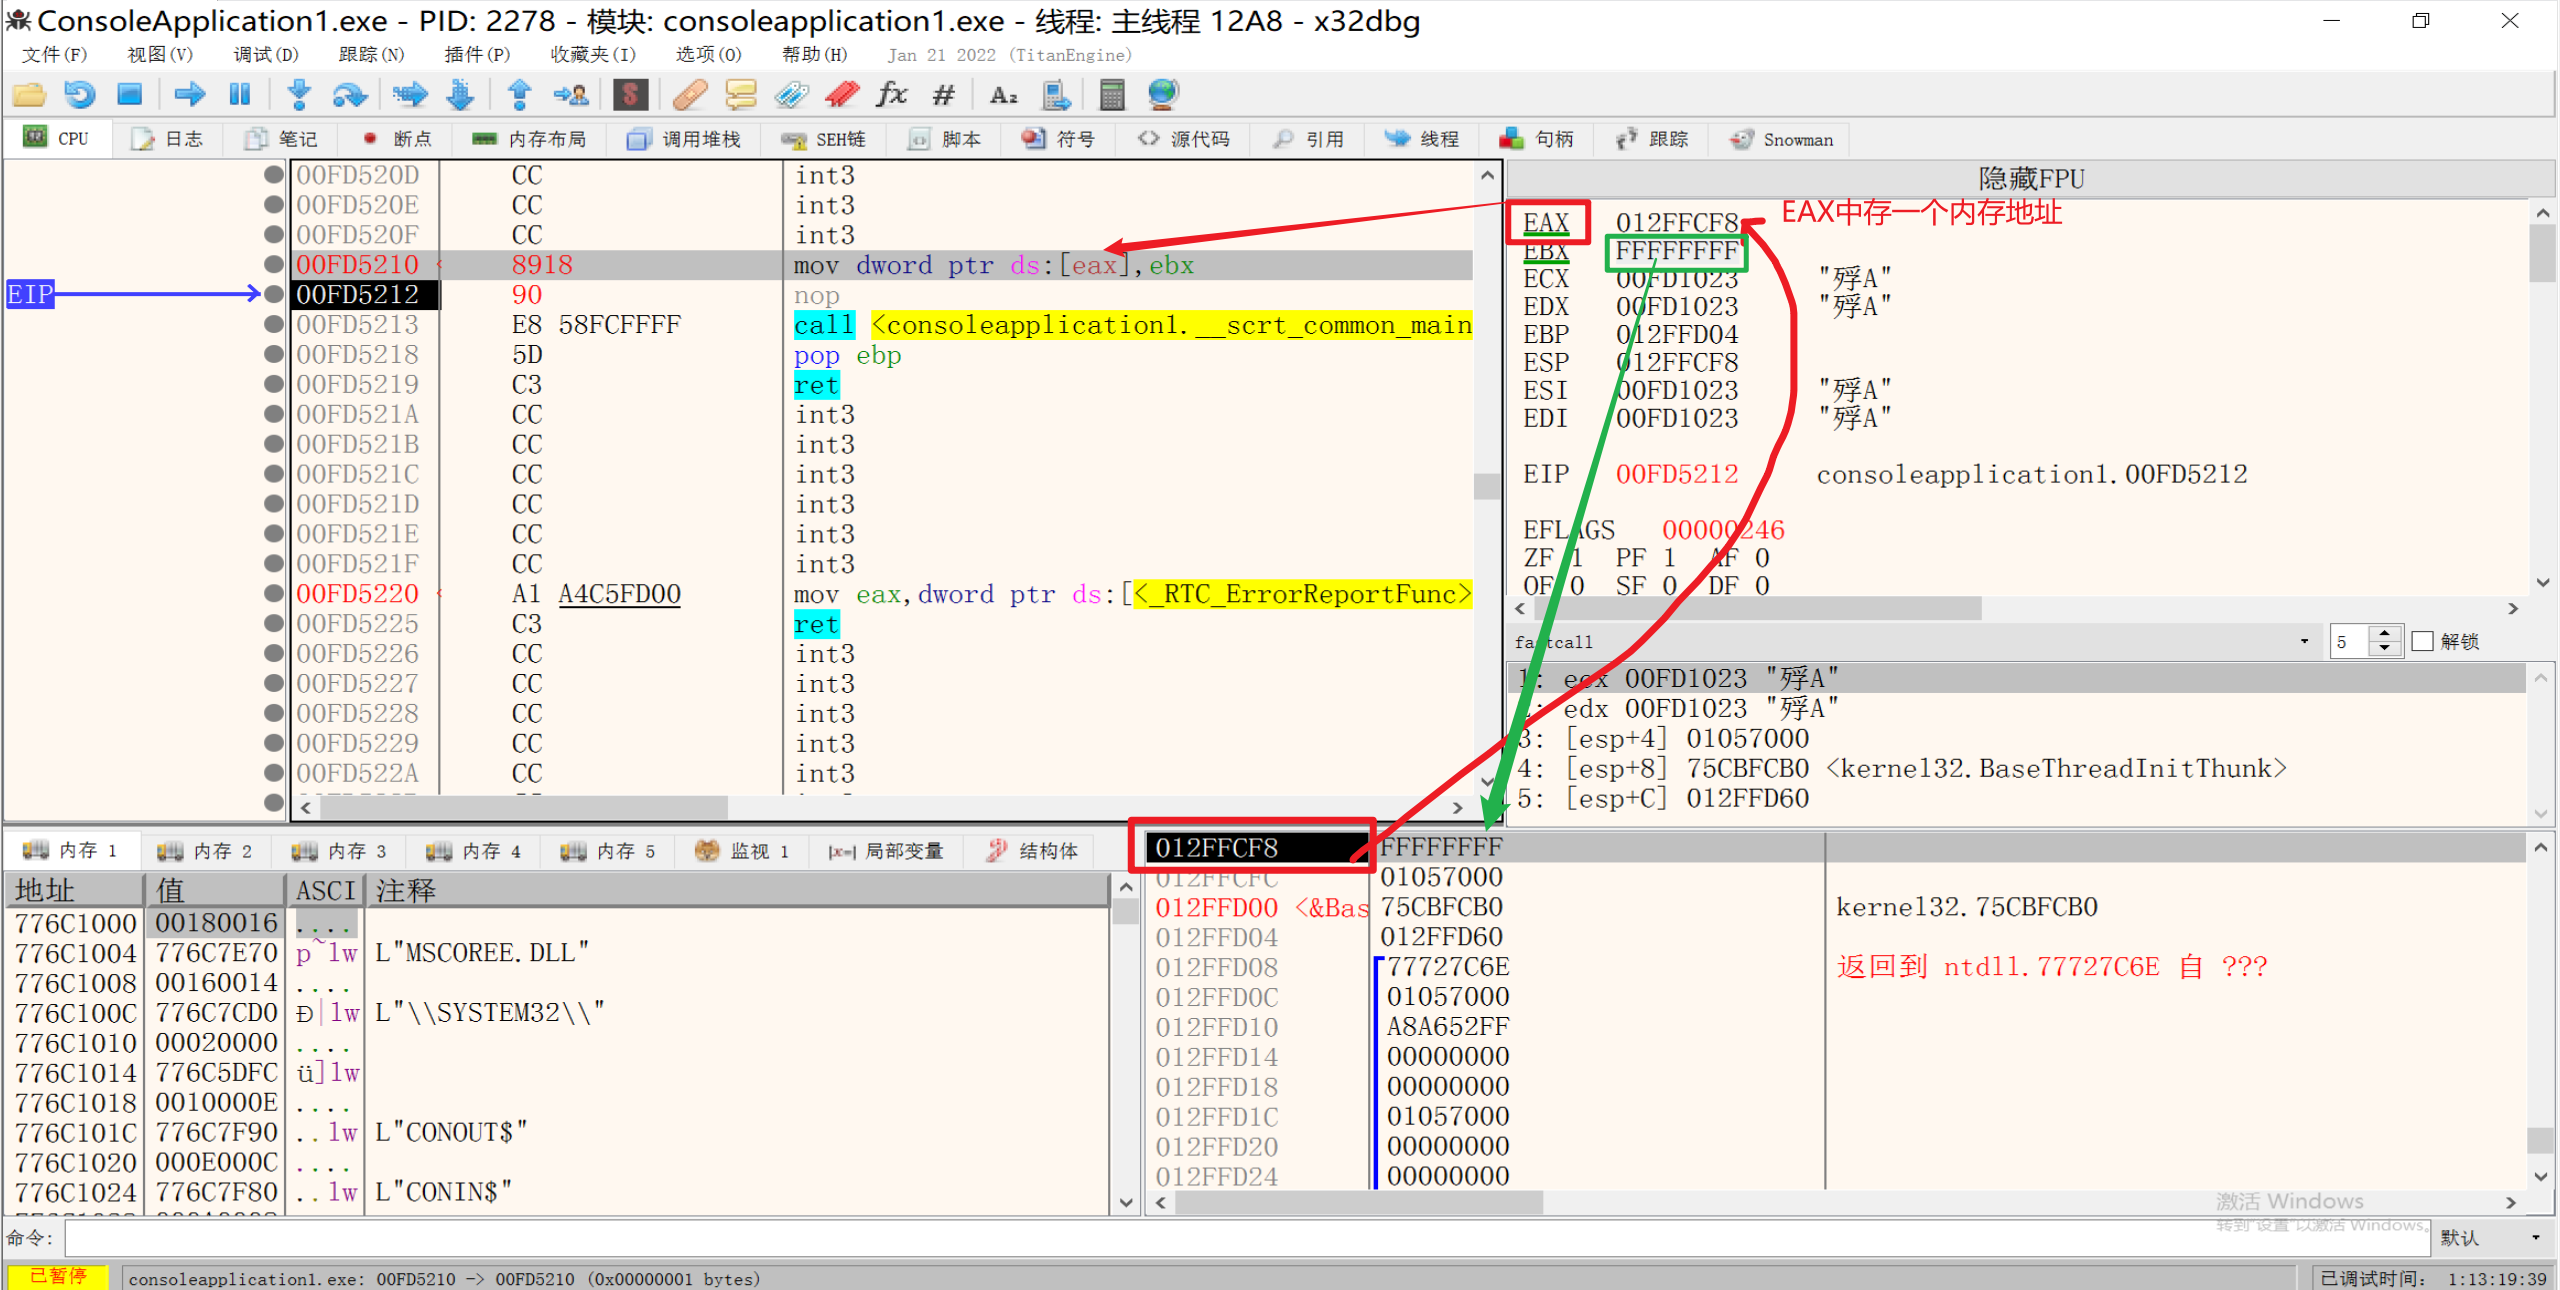 ConsoleApplication1.exe - PID: 2278 - 模块: consoleapplication1.exe - 线程: 主线程 12A8 - x32dbg
文件(F) 视图(V) 调试(D) 跟踪(N) 插件(P) 收藏夹(I) 选项(O) 帮助(H) Jan 21 2022 (TitanEngine)
CPU 日志 笔记 断点 内存布局 调用堆栈 SEH链 脚本 符号 源代码 引用 线程 句柄 跟踪 Snowman
00FD520D CC int3
00FD520E CC int3
00FD520F CC int3
00FD5210 8918 mov dword ptr ds:[eax],ebx
EIP 00FD5212 90 nop
00FD5213 E8 58FCFFFF call <consoleapplication1.__scrt_common_main
00FD5218 5D pop ebp
00FD5219 C3 ret
00FD521A CC int3
00FD521B CC int3
00FD521C CC int3
00FD521D CC int3
00FD521E CC int3
00FD521F CC int3
00FD5220 A1 A4C5FD00 mov eax,dword ptr ds:[<_RTC_ErrorReportFunc>
00FD5225 C3 ret
00FD5226 CC int3
00FD5227 CC int3
00FD5228 CC int3
00FD5229 CC int3
00FD522A CC int3
隐藏FPU
EAX 012FFCF8 EAX中存一个内存地址
EBX FFFFFFFF
ECX 00FD1023 "殍A"
EDX 00FD1023 "殍A"
EBP 012FFD04
ESP 012FFCF8
ESI 00FD1023 "殍A"
EDI 00FD1023 "殍A"
EIP 00FD5212 consoleapplication1.00FD5212
EFLAGS 00000246
ZF 1 PF 1 AF 0
OF 0 SF 0 DF 0
fastcall 5 解锁
1: ecx 00FD1023 "殍A"
2: edx 00FD1023 "殍A"
3: [esp+4] 01057000
4: [esp+8] 75CBFCB0 <kernel32.BaseThreadInitThunk>
5: [esp+C] 012FFD60
内存 1 内存 2 内存 3 内存 4 内存 5 监视 1 局部变量 结构体
地址 值 ASCI 注释
776C1000 00180016 ....
776C1004 776C7E70 p~lw L"MSCOREE.DLL"
776C1008 00160014 ....
776C100C 776C7CD0 Ð|lw L"\\SYSTEM32\\"
776C1010 00020000 ....
776C1014 776C5DFC ü]lw
776C1018 0010000E ....
776C101C 776C7F90 ..lw L"CONOUT$"
776C1020 000E000C ....
776C1024 776C7F80 ..lw L"CONIN$"
012FFCF8 FFFFFFFF
012FFCFC 01057000
012FFD00 <&Bas 75CBFCB0 kernel32.75CBFCB0
012FFD04 012FFD60
012FFD08 77727C6E 返回到 ntdll.77727C6E 自 ???
012FFD0C 01057000
012FFD10 A8A652FF
012FFD14 00000000
012FFD18 00000000
012FFD1C 01057000
012FFD20 00000000
012FFD24 00000000
激活 Windows
转到"设置"以激活 Windows。
命令: 默认
已暂停 consoleapplication1.exe: 00FD5210 -> 00FD5210 (0x00000001 bytes) 已调试时间: 1:13:19:39